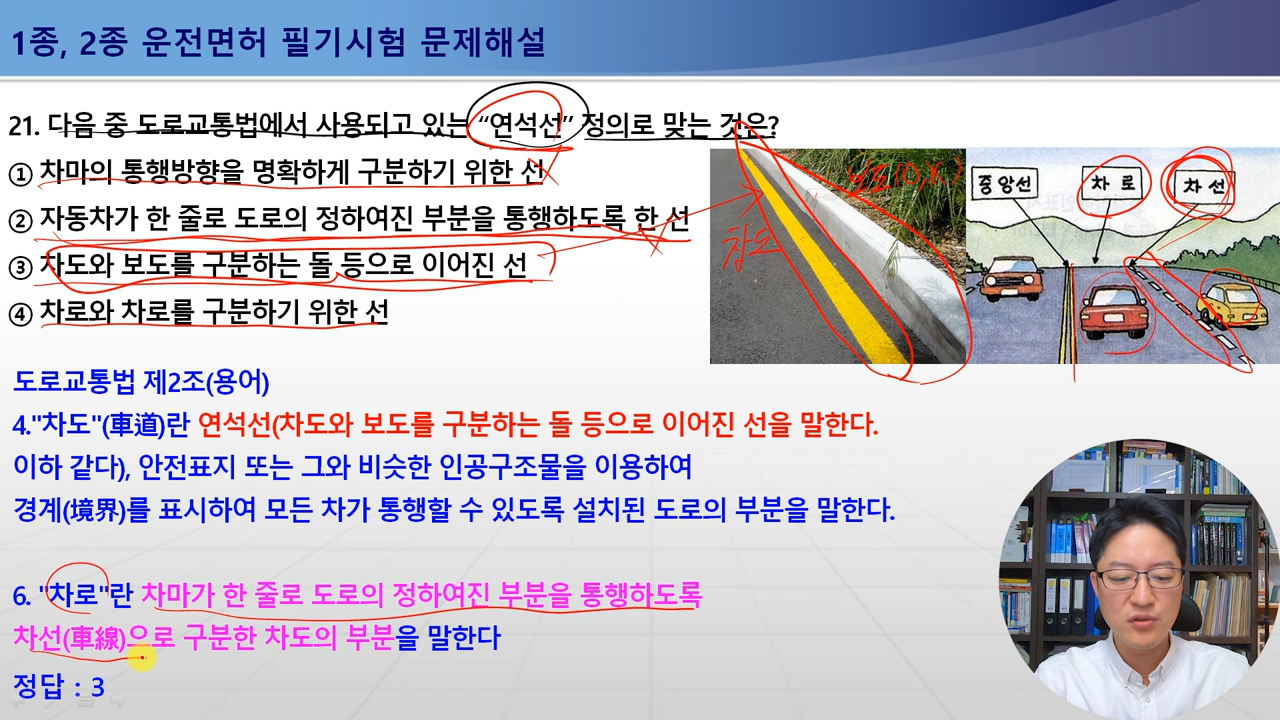 1종, 2종 운전면허 필기시험 문제해설
21. 다음 중 도로교통법에서 사용되고 있는 “연석선” 정의로 맞는 것은?
① 차마의 통행방향을 명확하게 구분하기 위한 선
② 자동차가 한 줄로 도로의 정하여진 부분을 통행하도록 한 선
③ 차도와 보도를 구분하는 돌 등으로 이어진 선
④ 차로와 차로를 구분하기 위한 선
차도
중앙선
차 로
차 선
도로교통법 제2조(용어)
4."차도"(車道)란 연석선(차도와 보도를 구분하는 돌 등으로 이어진 선을 말한다.
이하 같다), 안전표지 또는 그와 비슷한 인공구조물을 이용하여
경계(境界)를 표시하여 모든 차가 통행할 수 있도록 설치된 도로의 부분을 말한다.
6. "차로"란 차마가 한 줄로 도로의 정하여진 부분을 통행하도록
차선(車線)으로 구분한 차도의 부분을 말한다
정답 : 3